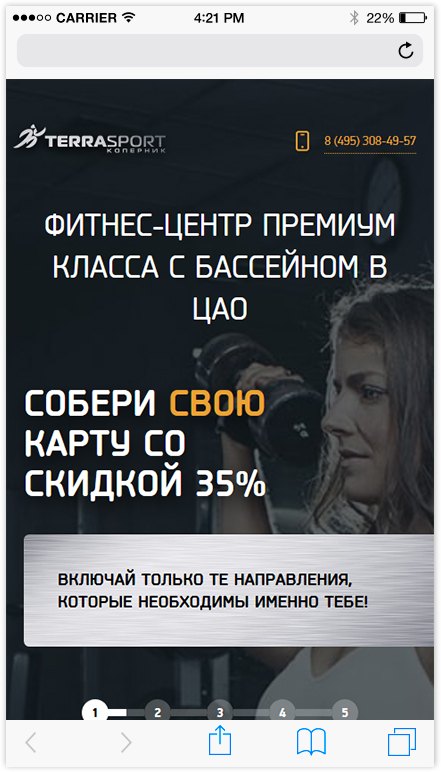 CARRIER 4:21 PM 22%
TERRASPORT
КОПЕРНИК
8 (495) 308-49-57
ФИТНЕС-ЦЕНТР ПРЕМИУМ
КЛАССА С БАССЕЙНОМ В
ЦАО
СОБЕРИ СВОЮ
КАРТУ СО
СКИДКОЙ 35%
ВКЛЮЧАЙ ТОЛЬКО ТЕ НАПРАВЛЕНИЯ,
КОТОРЫЕ НЕОБХОДИМЫ ИМЕННО ТЕБЕ!
1 2 3 4 5